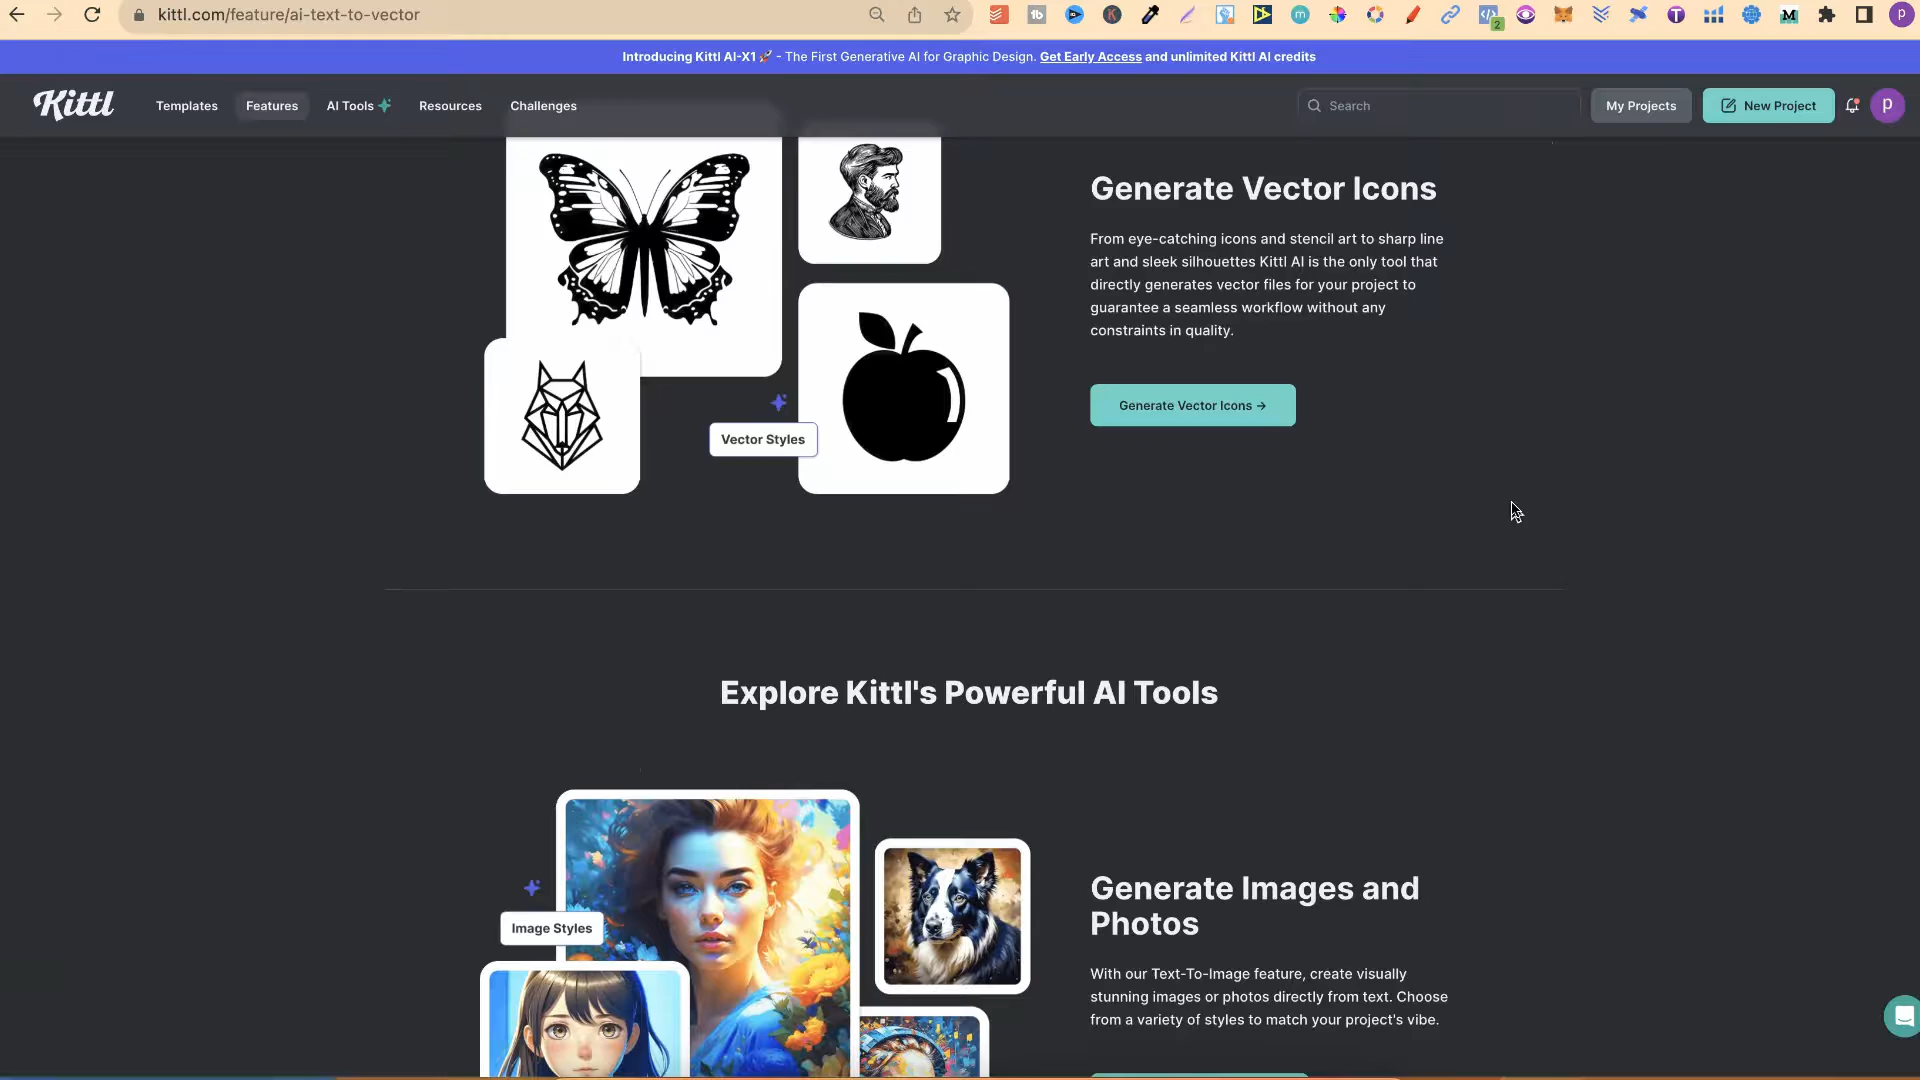 kittl.com/feature/ai-text-to-vector
2
P
Introducing Kittl AI-X1 🚀 - The First Generative AI for Graphic Design. Get Early Access and unlimited Kittl AI credits
Kittl
Templates
Features
AI Tools
Resources
Challenges
Search
My Projects
New Project
P
Generate Vector Icons
From eye-catching icons and stencil art to sharp line
art and sleek silhouettes Kittl AI is the only tool that
directly generates vector files for your project to
guarantee a seamless workflow without any
constraints in quality.
Generate Vector Icons →
Vector Styles
Explore Kittl's Powerful AI Tools
Image Styles
Generate Images and
Photos
With our Text-To-Image feature, create visually
stunning images or photos directly from text. Choose
from a variety of styles to match your project's vibe.